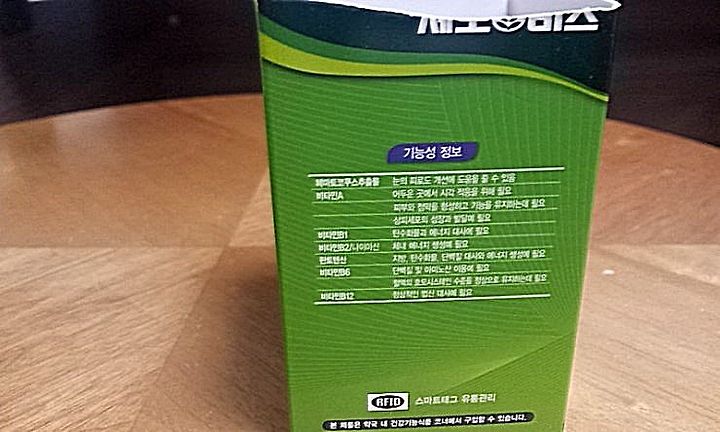 기능성 정보
헤마토코쿠스추출물 눈의 피로도 개선에 도움을 줄 수 있음
비타민A 어두운 곳에서 시각 적응을 위해 필요
피부와 점막을 형성하고 기능을 유지하는데 필요
상피세포의 성장과 발달에 필요
비타민B1 탄수화물과 에너지 대사에 필요
비타민B2/나이아신 체내 에너지 생성에 필요
판토텐산 지방, 탄수화물, 단백질 대사와 에너지 생성에 필요
비타민B6 단백질 및 아미노산 이용에 필요
혈액의 호모시스테인 수준을 정상으로 유지하는데 필요
비타민B12 정상적인 엽산 대사에 필요
RFID 스마트태그 유통관리
본 제품은 약국 내 건강기능식품 코너에서 구입할 수 있습니다.